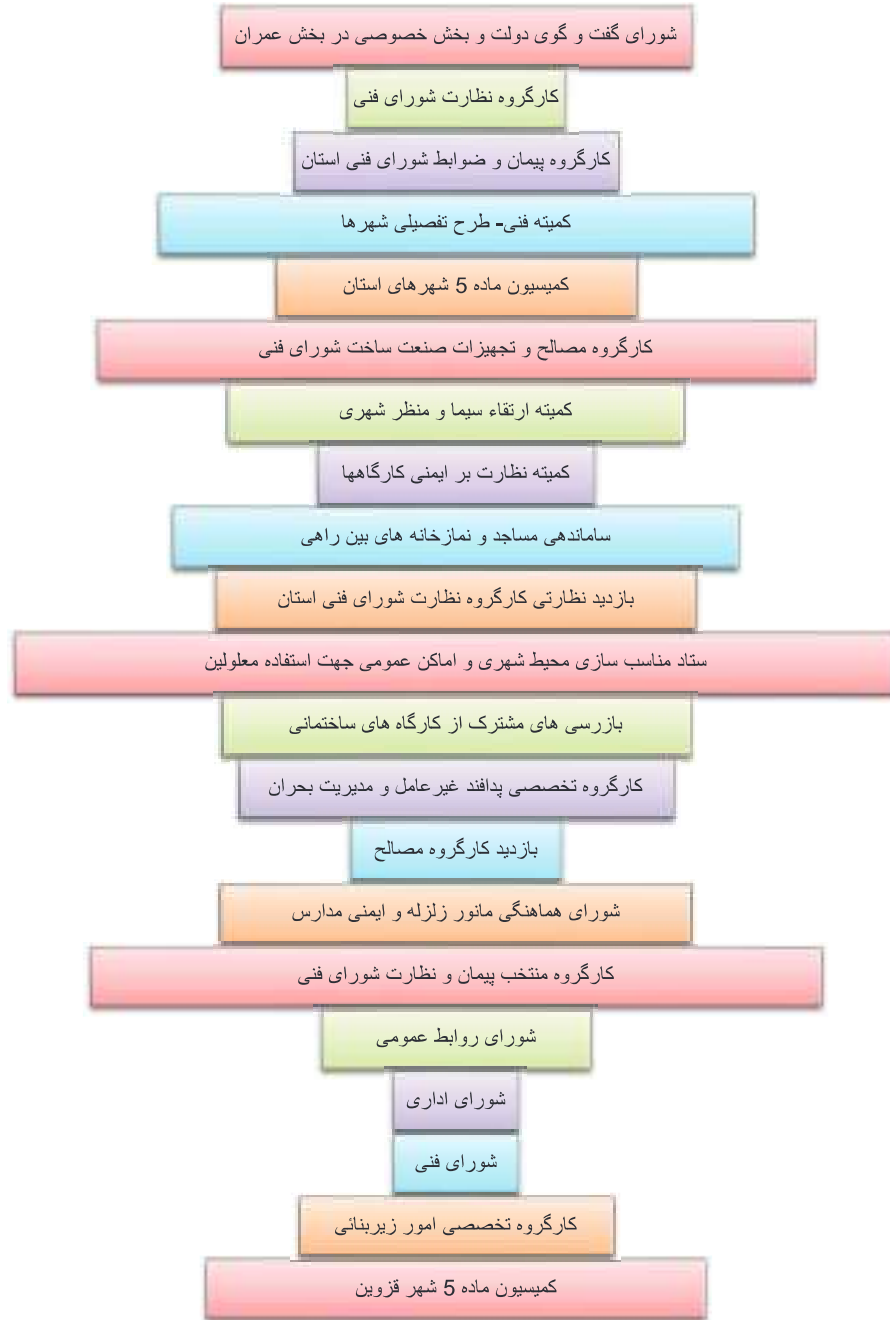 شورای گفت و گوی دولت و بخش خصوصی در بخش عمران
کارگروه نظارت شورای فنی
کارگروه پیمان و ضوابط شورای فنی استان
کمیته فنی- طرح تفصیلی شهرها
کمیسیون ماده 5 شهرهای استان
کارگروه مصالح و تجهیزات صنعت ساخت شورای فنی
کمیته ارتقاء سیما و منظر شهری
کمیته نظارت بر ایمنی کارگاهها
ساماندهی مساجد و نمازخانه های بین راهی
بازدید نظارتی کارگروه نظارت شورای فنی استان
ستاد مناسب سازی محیط شهری و اماکن عمومی جهت استفاده معلولین
بازرسی های مشترک از کارگاه های ساختمانی
کارگروه تخصصی پدافند غیرعامل و مدیریت بحران
بازدید کارگروه مصالح
شورای هماهنگی مانور زلزله و ایمنی مدارس
کارگروه منتخب پیمان و نظارت شورای فنی
شورای روابط عمومی
شورای اداری
شورای فنی
کارگروه تخصصی امور زیربنائی
کمیسیون ماده 5 شهر قزوین